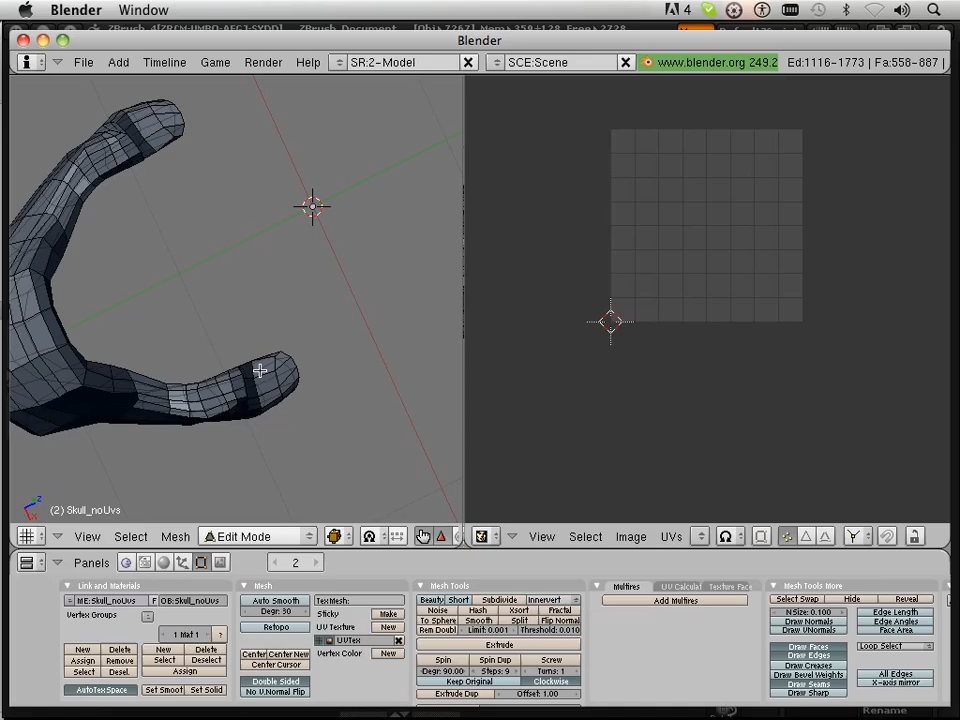 Blender Window 4
Blender
File Add Timeline Game Render Help SR:2-Model SCE:Scene www.blender.org 249.2 Ed:1116-1773 | Fa:558-887 |
(2) Skull_noUvs
View Select Mesh Edit Mode View Select Image UVs
Panels 2
Link and Materials Mesh Mesh Tools Multires UV Calculat Texture Face Mesh Tools More
ME:Skull_noUvs F OB:Skull_noUvs
Vertex Groups
1 Mat 1 ?
New Delete New Delete
Assign Remove Select Deselect
Select Desel. Assign
AutoTexSpace Set Smoot Set Solid
Auto Smooth TexMesh:
Degr: 30 Sticky Make
Retopo UV Texture New
UVTex
Center Center New Vertex Color New
Center Cursor
Double Sided
No V.Normal Flip
Beauty Short Subdivide Innervert
Noise Hash Xsort Fractal
To Sphere Smooth Split Flip Normal
Rem Doubl Limit: 0.001 Threshold: 0.010
Extrude
Spin Spin Dup Screw
Degr: 90.00 Steps: 9 Turns: 1
Keep Original Clockwise
Extrude Dup Offset: 1.00
Add Multires
Select Swap Hide Reveal
NSize: 0.100 Edge Length
Draw Normals Edge Angles
Draw VNormals Face Area
Draw Faces Loop Select
Draw Edges
Draw Creases
Draw Bevel Weights All Edges
Draw Seams X-axis mirror
Draw Sharp